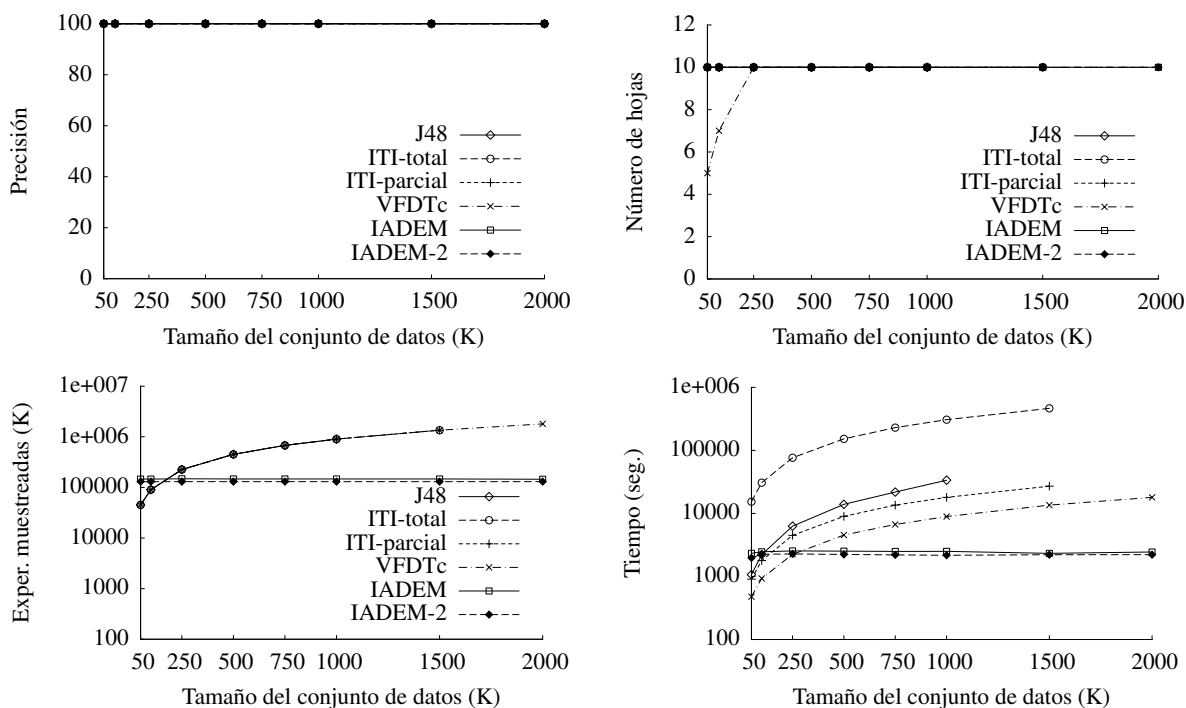 Precisión
100
80
60
40
20
0
J48
ITI-total
ITI-parcial
VFDTc
IADEM
IADEM-2
50 250 500 750 1000 1500 2000
Tamaño del conjunto de datos (K)
Número de hojas
12
10
8
6
4
2
0
J48
ITI-total
ITI-parcial
VFDTc
IADEM
IADEM-2
50 250 500 750 1000 1500 2000
Tamaño del conjunto de datos (K)
Exper. muestreadas (K)
1e+007
1e+006
100000
10000
1000
100
J48
ITI-total
ITI-parcial
VFDTc
IADEM
IADEM-2
50 250 500 750 1000 1500 2000
Tamaño del conjunto de datos (K)
Tiempo (seg.)
1e+006
100000
10000
1000
100
50 250 500 750 1000 1500 2000
Tamaño del conjunto de datos (K)